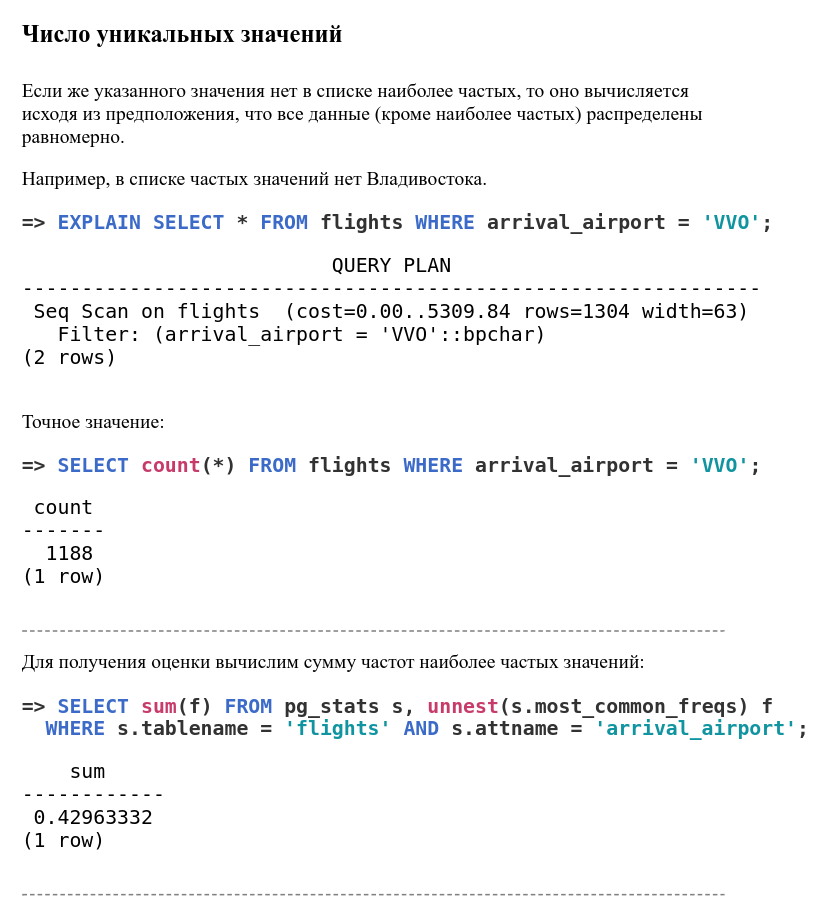 Число уникальных значений
Если же указанного значения нет в списке наиболее частых, то оно вычисляется
исходя из предположения, что все данные (кроме наиболее частых) распределены
равномерно.
Например, в списке частых значений нет Владивостока.
=> EXPLAIN SELECT * FROM flights WHERE arrival_airport = 'VVO';
                          QUERY PLAN
--------------------------------------------------------------
 Seq Scan on flights  (cost=0.00..5309.84 rows=1304 width=63)
   Filter: (arrival_airport = 'VVO'::bpchar)
(2 rows)
Точное значение:
=> SELECT count(*) FROM flights WHERE arrival_airport = 'VVO';
 count
-------
  1188
(1 row)
Для получения оценки вычислим сумму частот наиболее частых значений:
=> SELECT sum(f) FROM pg_stats s, unnest(s.most_common_freqs) f
  WHERE s.tablename = 'flights' AND s.attname = 'arrival_airport';
    sum
------------
 0.42963332
(1 row)